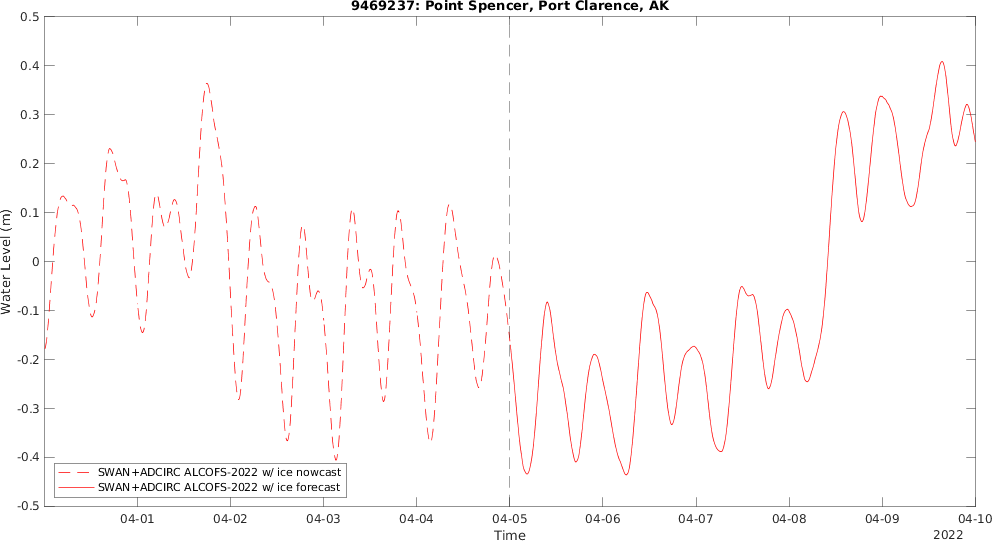 9469237: Point Spencer, Port Clarence, AK
0.5
0.4
0.3
0.2
0.1
0
-0.1
-0.2
-0.3
-0.4
-0.5
Water Level (m)
SWAN+ADCIRC ALCOFS-2022 w/ ice nowcast
SWAN+ADCIRC ALCOFS-2022 w/ ice forecast
04-01 04-02 04-03 04-04 04-05 04-06 04-07 04-08 04-09 04-10
Time
2022